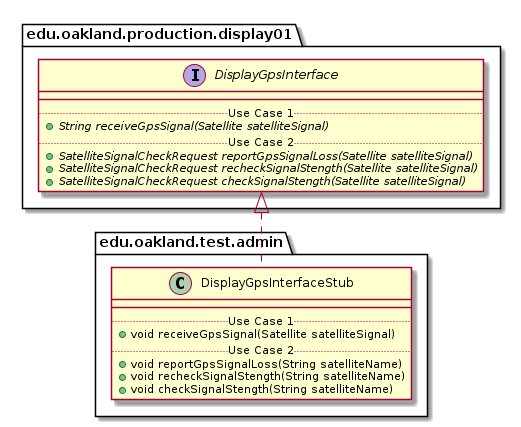 edu.oakland.production.display01
I DisplayGpsInterface
Use Case 1
String receiveGpsSignal(Satellite satelliteSignal)
Use Case 2
SatelliteSignalCheckRequest reportGpsSignalLoss(Satellite satelliteSignal)
SatelliteSignalCheckRequest recheckSignalStength(Satellite satelliteSignal)
SatelliteSignalCheckRequest checkSignalStength(Satellite satelliteSignal)
edu.oakland.test.admin
C DisplayGpsInterfaceStub
Use Case 1
void receiveGpsSignal(Satellite satelliteSignal)
Use Case 2
void reportGpsSignalLoss(String satelliteName)
void recheckSignalStength(String satelliteName)
void checkSignalStength(String satelliteName)